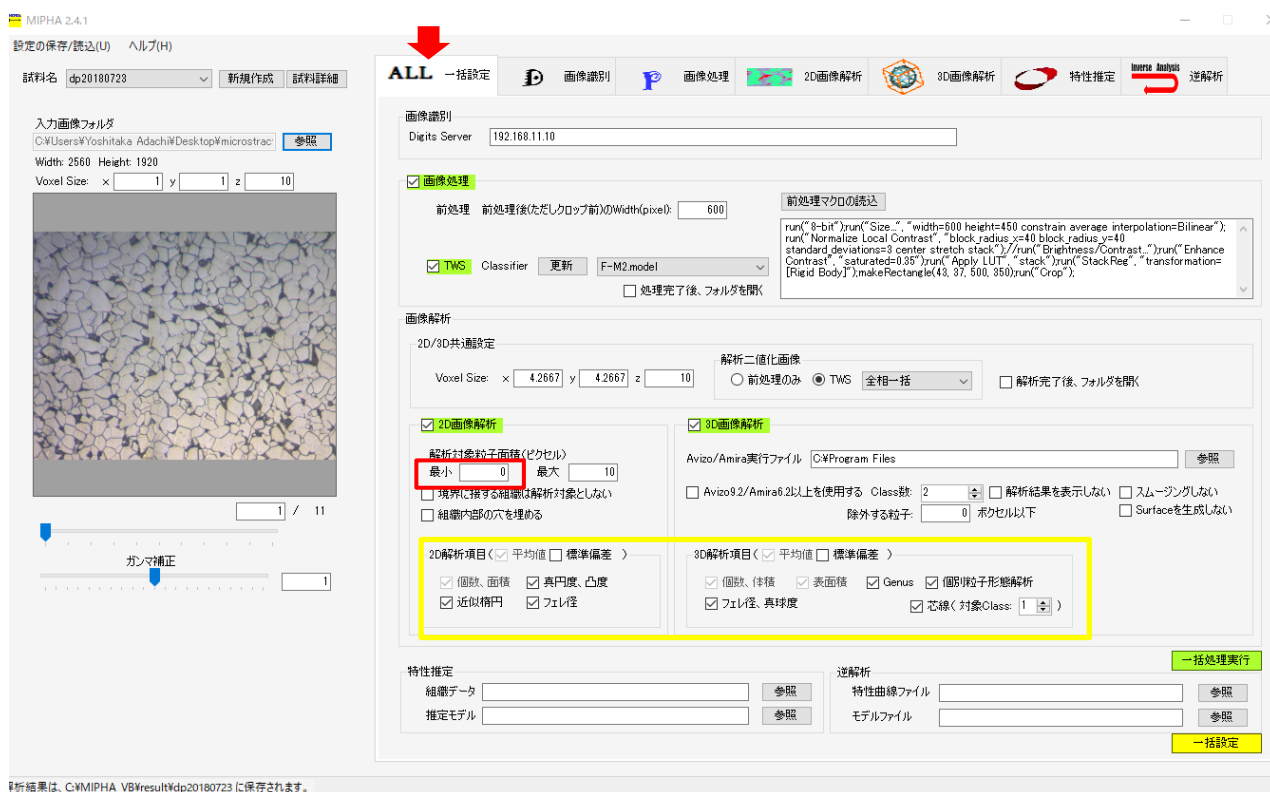 MIPHA 2.4.1
設定の保存/読込(U) ヘルプ(H)
試料名 dp20180723 新規作成 試料詳細
ALL 一括設定 D 画像識別 P 画像処理 2D画像解析 3D画像解析 特性推定 Inverse Analysis 逆解析
入力画像フォルダ
C:¥Users¥Yoshitaka Adachi¥Desktop¥microstrac 参照
Width: 2560 Height: 1920
Voxel Size: x 1 y 1 z 10
1 / 11
ガンマ補正
1
画像識別
Digits Server 192.168.11.10
画像処理
前処理 前処理後(ただしクロップ前)のWidth(pixel): 600
前処理マクロの読込
run("8-bit");run("Size...", "width=600 height=450 constrain average interpolation=Bilinear");
run("Normalize Local Contrast", "block_radius_x=40 block_radius_y=40
standard_deviations=3 center stretch stack");//run("Brightness/Contrast...");run("Enhance
Contrast", "saturated=0.35");run("Apply LUT", "stack");run("StackReg", "transformation=
[Rigid Body]");makeRectangle(43, 37, 500, 350);run("Crop");
TWS Classifier 更新 F-M2.model
処理完了後、フォルダを開く
画像解析
2D/3D共通設定
Voxel Size: x 4.2667 y 4.2667 z 10
解析二値化画像
前処理のみ TWS 全相一括
解析完了後、フォルダを開く
2D画像解析
解析対象粒子面積(ピクセル)
最小 0 最大 10
境界に接する組織は解析対象としない
組織内部の穴を埋める
2D解析項目( 平均値 標準偏差 )
個数、面積 真円度、凸度
近似楕円 フェレ径
3D画像解析
Avizo/Amira実行ファイル C:¥Program Files 参照
Avizo9.2/Amira6.2以上を使用する Class数: 2 解析結果を表示しない スムージングしない
除外する粒子: 0 ボクセル以下 Surfaceを生成しない
3D解析項目( 平均値 標準偏差 )
個数、体積 表面積 Genus 個別粒子形態解析
フェレ径、真球度 芯線( 対象Class: 1 )
一括処理実行
特性推定
組織データ 参照
推定モデル 参照
逆解析
特性曲線ファイル 参照
モデルファイル 参照
一括設定
解析結果は、C:¥MIPHA_VB¥result¥dp20180723 に保存されます。